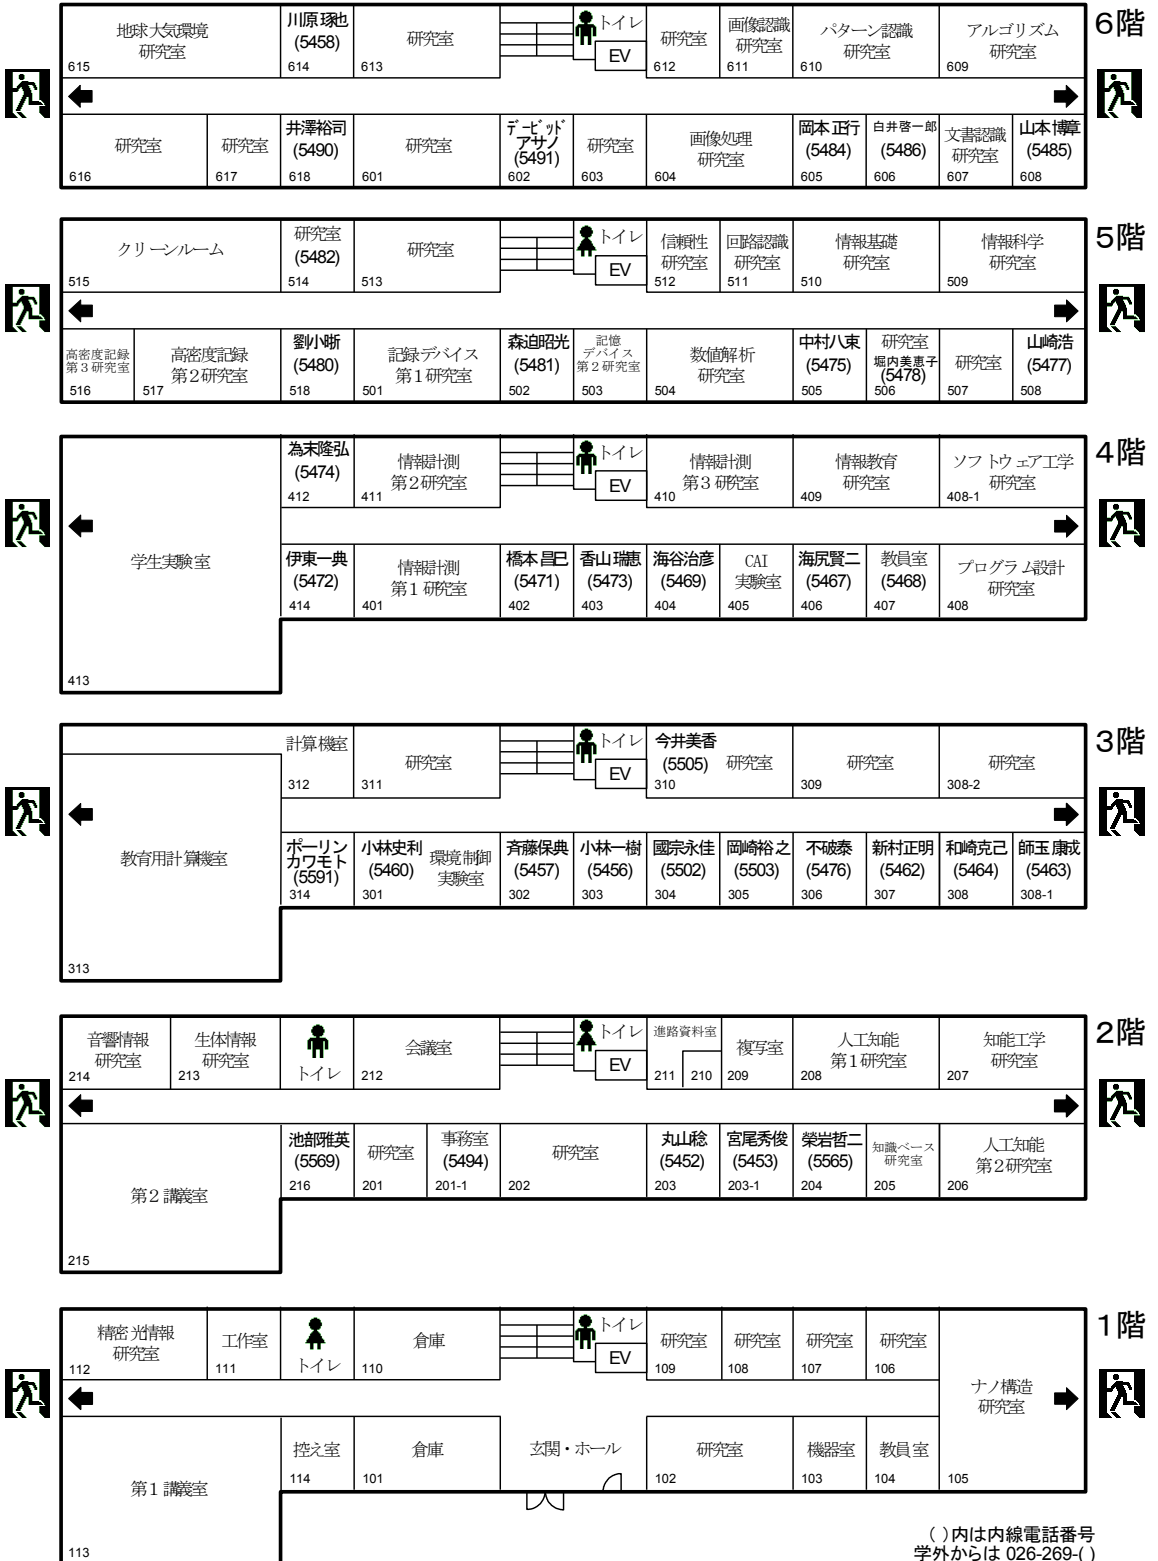 6階
地球大気環境
研究室
615
川原琢也
(5458)
614
研究室
613
トイレ
EV
研究室
612
画像認識
研究室
611
パターン認識
研究室
610
アルゴリズム
研究室
609
研究室
616
研究室
617
井澤裕司
(5490)
618
研究室
601
デービッド
アサノ
(5491)
602
研究室
603
画像処理
研究室
604
岡本正行
(5484)
605
白井啓一郎
(5486)
606
文書認識
研究室
607
山本博章
(5485)
608
5階
クリーンルーム
515
研究室
(5482)
514
研究室
513
トイレ
EV
信頼性
研究室
512
回路認識
研究室
511
情報基礎
研究室
510
情報科学
研究室
509
高密度記録
第3研究室
516
高密度記録
第2研究室
517
劉小晰
(5480)
518
記録デバイス
第1研究室
501
森迫昭光
(5481)
502
記憶
デバイス
第2研究室
503
数値解析
研究室
504
中村八束
(5475)
505
研究室
堀内美恵子
(5478)
506
研究室
507
山崎浩
(5477)
508
4階
学生実験室
413
為末隆弘
(5474)
412
情報計測
第2研究室
411
トイレ
EV
情報計測
第3研究室
410
情報教育
研究室
409
ソフトウェア工学
研究室
408-1
伊東一典
(5472)
414
情報計測
第1研究室
401
橋本昌巳
(5471)
402
香山瑞恵
(5473)
403
海谷治彦
(5469)
404
CAI
実験室
405
海尻賢二
(5467)
406
教員室
(5468)
407
プログラム設計
研究室
408
3階
教育用計算機室
313
計算機室
312
研究室
311
トイレ
EV
今井美香
(5505)
研究室
310
研究室
309
研究室
308-2
ポーリン
カワモト
(5591)
314
小林史利
(5460)
環境制御
実験室
301
斉藤保典
(5457)
302
小林一樹
(5456)
303
國宗永佳
(5502)
304
岡崎裕之
(5503)
305
不破泰
(5476)
306
新村正明
(5462)
307
和崎克己
(5464)
308
師玉康成
(5463)
308-1
2階
音響情報
研究室
214
生体情報
研究室
213
トイレ
会議室
212
トイレ
EV
進路資料室
211
210
複写室
209
人工知能
第1研究室
208
知能工学
研究室
207
第2講義室
215
池部雅英
(5569)
216
研究室
201
事務室
(5494)
201-1
研究室
202
丸山稔
(5452)
203
宮尾秀俊
(5453)
203-1
榮岩哲二
(5565)
204
知識ベース
研究室
205
人工知能
第2研究室
206
1階
精密光情報
研究室
112
工作室
111
トイレ
倉庫
110
トイレ
EV
研究室
109
研究室
108
研究室
107
研究室
106
ナノ構造
研究室
105
第1講義室
113
控え室
114
倉庫
101
玄関・ホール
研究室
102
機器室
103
教員室
104
( )内は内線電話番号
学外からは 026-269-( )